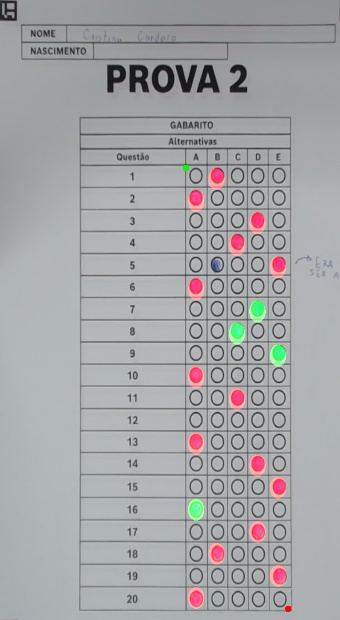 NOME Cristian Cordero
NASCIMENTO
PROVA 2
GABARITO
Alternativas
Questão A B C D E
1
2
3
4
5 ERA
SER A
6
7
8
9
10
11
12
13
14
15
16
17
18
19
20